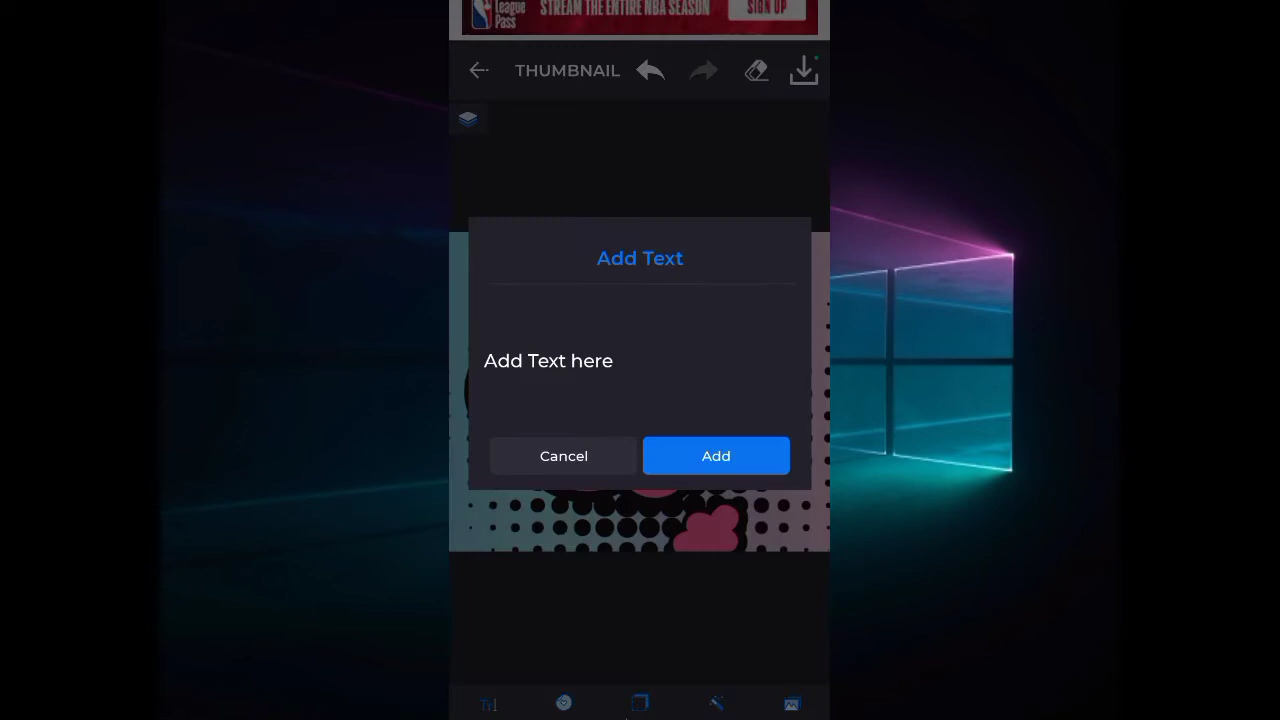 League
Pass
STREAM THE ENTIRE NBA SEASON
SIGN UP
THUMBNAIL
Add Text
Add Text here
Cancel
Add